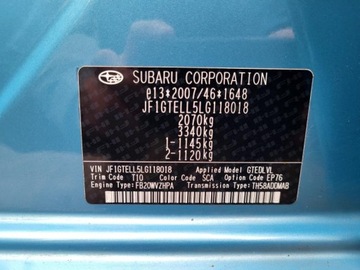 SUBARU CORPORATION
e13*2007/46*1648
JF1GTELL5LG118018
2070kg
3340kg
1-1145kg
2-1120kg
VIN JF1GTELL5LG118018 Applied Model GTEDLVL
Trim Code T10 Color Code SCA Option Code EP76
Engine Type FB20WVZHPA Transmission Type TH58ADDMAB